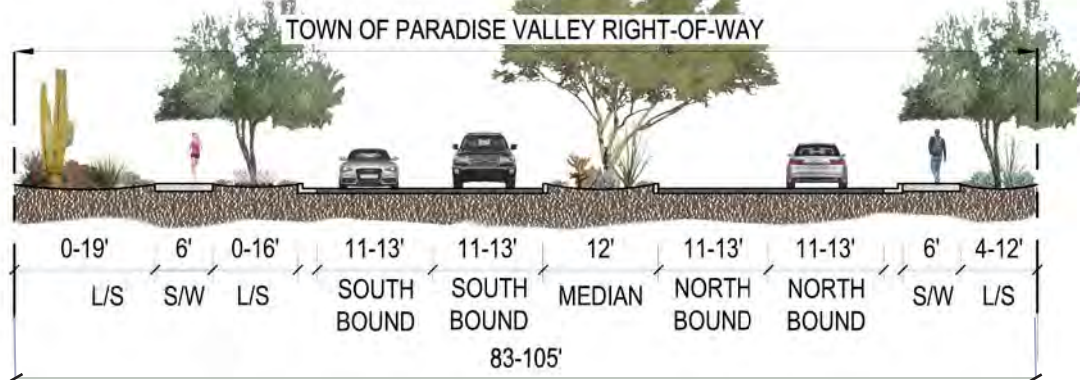 TOWN OF PARADISE VALLEY RIGHT-OF-WAY
0-19' 6' 0-16' 11-13' 11-13' 12' 11-13' 11-13' 6' 4-12'
L/S S/W L/S SOUTH BOUND SOUTH BOUND MEDIAN NORTH BOUND NORTH BOUND S/W L/S
83-105'